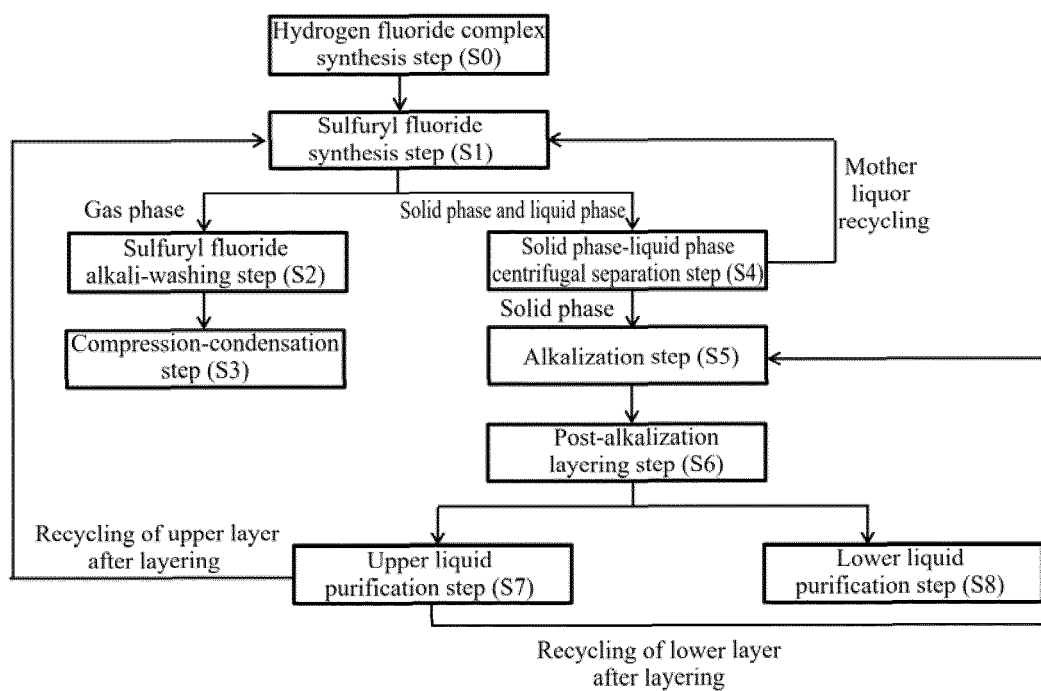 Hydrogen fluoride complex
synthesis step (S0)
Sulfuryl fluoride
synthesis step (S1)
Mother
liquor
recycling
Gas phase
Solid phase and liquid phase
Sulfuryl fluoride
alkali-washing step (S2)
Solid phase-liquid phase
centrifugal separation step (S4)
Solid phase
Compression-condensation
step (S3)
Alkalization step (S5)
Post-alkalization
layering step (S6)
Recycling of upper layer
after layering
Upper liquid
purification step (S7)
Lower liquid
purification step (S8)
Recycling of lower layer
after layering